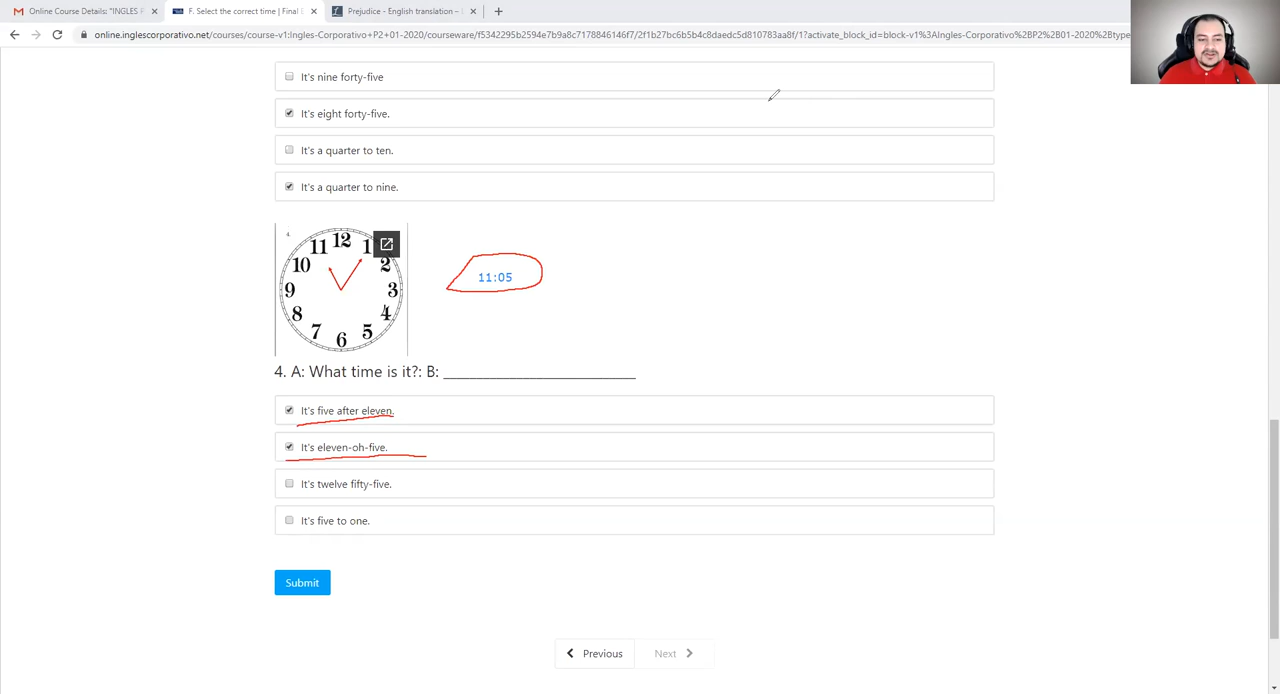 Online Course Details: "INGLES P
F. Select the correct time | Final E
Prejudice - English translation –
online.inglescorporativo.net/courses/course-v1:Ingles-Corporativo+P2+01-2020/courseware/f5342295b2594e7b9a8c7178846146f7/2f1b27bc6b5b4c8daedc5d810783aa8f/1?activate_block_id=block-v1%3AIngles-Corporativo%2BP2%2B01-2020%2Btype
It's nine forty-five
It's eight forty-five.
It's a quarter to ten.
It's a quarter to nine.
4.
11 12 1
10 2
9 3
8 4
7 6 5
11:05
4. A: What time is it?: B: __________________________
It's five after eleven.
It's eleven-oh-five.
It's twelve fifty-five.
It's five to one.
Submit
Previous Next